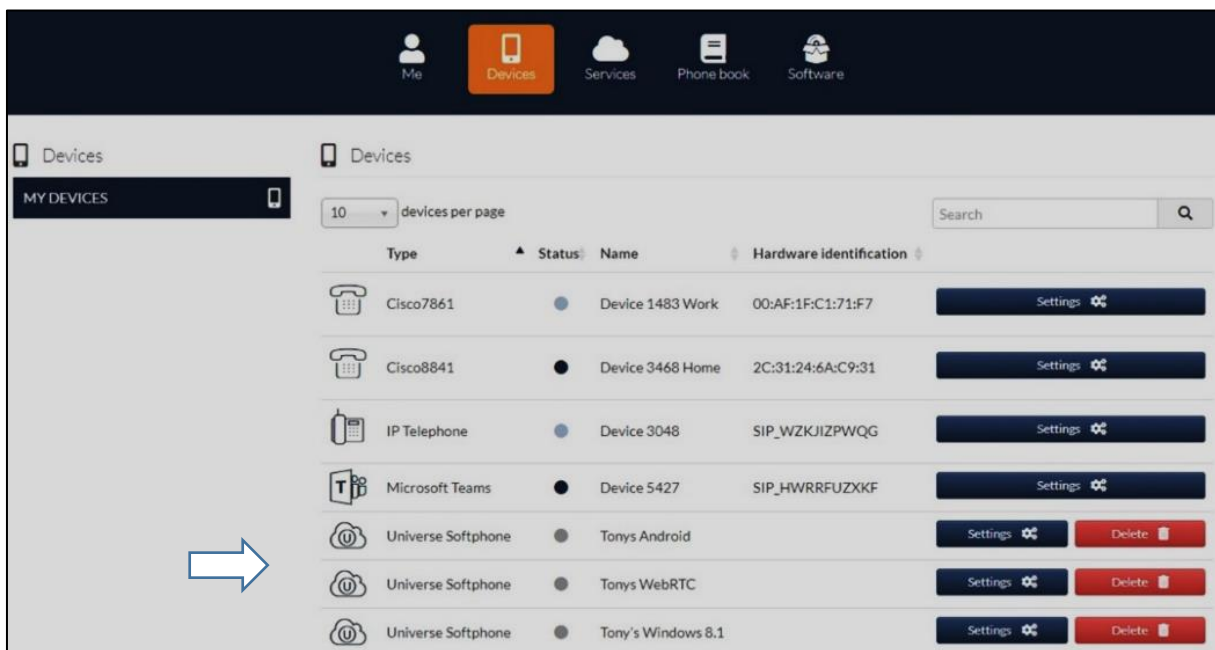 Me Devices Services Phone book Software
Devices
MY DEVICES
Devices
10 devices per page Search
Type Status Name Hardware identification
Cisco7861 Device 1483 Work 00:AF:1F:C1:71:F7 Settings
Cisco8841 Device 3468 Home 2C:31:24:6A:C9:31 Settings
IP Telephone Device 3048 SIP_WZKJIZPWQG Settings
T Microsoft Teams Device 5427 SIP_HWRRFUZXKF Settings
U Universe Softphone Tonys Android Settings Delete
U Universe Softphone Tonys WebRTC Settings Delete
U Universe Softphone Tony's Windows 8.1 Settings Delete